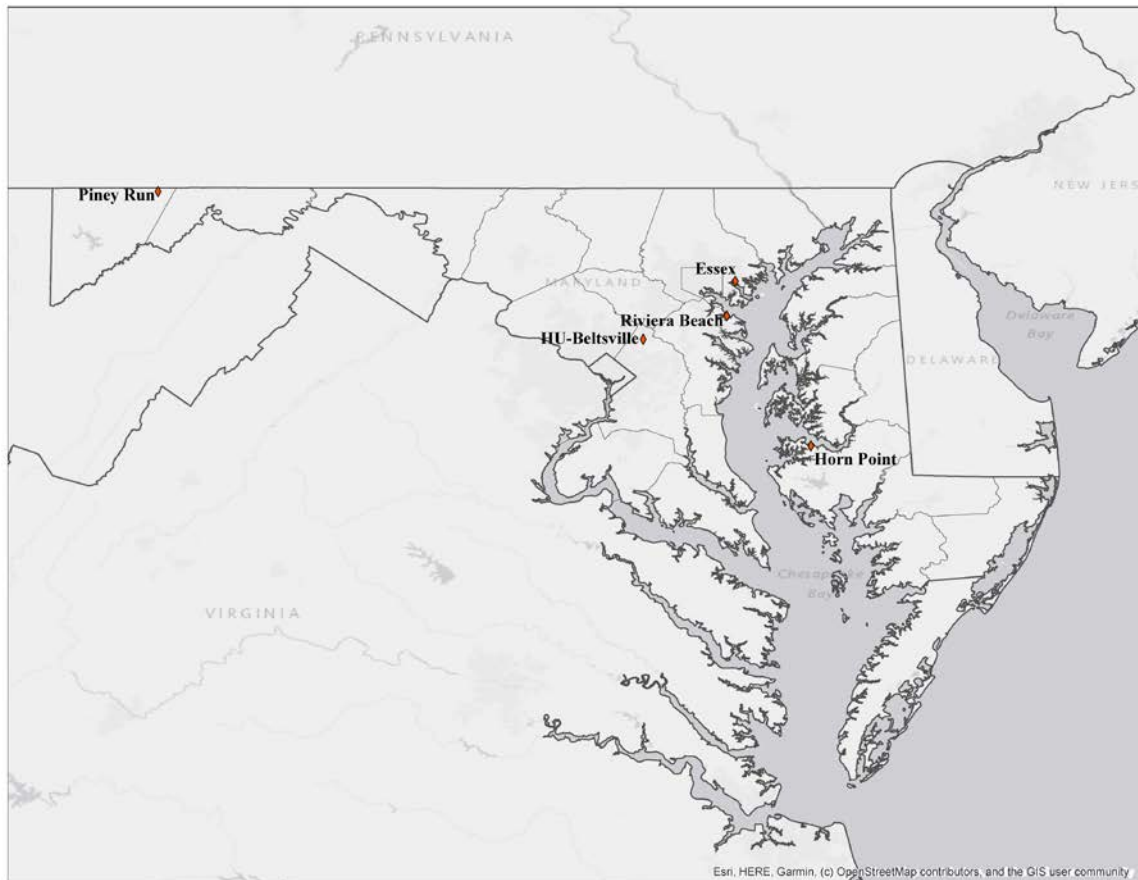 PENNSYLVANIA
Piney Run
NEW JERS
Essex
MARYLAND
Riviera Beach
Delaware
Bay
HU-Beltsville
DELAWARE
Horn Point
Chesapeake
Bay
VIRGINIA
Esri, HERE, Garmin, (c) OpenStreetMap contributors, and the GIS user community